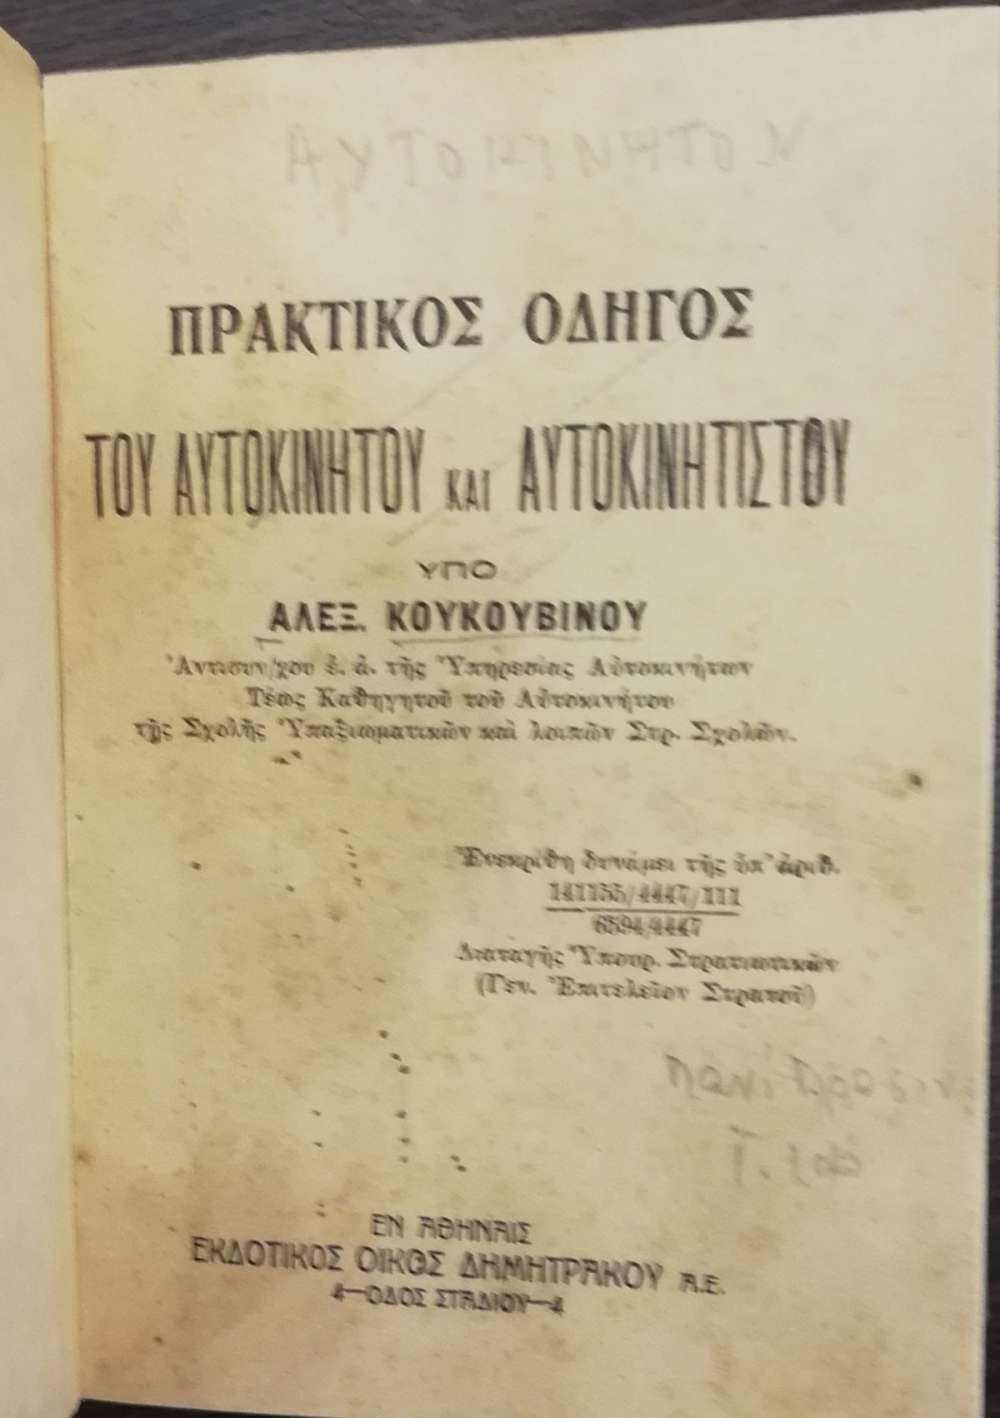 ΑΥΤΟΚΙΝΗΤΟΝ
ΠΡΑΚΤΙΚΟΣ ΟΔΗΓΟΣ
ΤΟΥ ΑΥΤΟΚΙΝΗΤΟΥ ΚΑΙ ΑΥΤΟΚΙΝΗΤΙΣΤΟΥ
ΥΠΟ
ΑΛΕΞ. ΚΟΥΚΟΥΒΙΝΟΥ
Ἀντισυν/χου ἐ. ἀ. τῆς Ὑπηρεσίας Αὐτοκινήτων
Τέως Καθηγητοῦ τοῦ Αὐτοκινήτου
τῆς Σχολῆς Ὑπαξιωματικῶν καὶ λοιπῶν Στρ. Σχολῶν.
Ἐνεκρίθη δυνάμει τῆς ὑπ' ἀριθ.
141155/4447/111
6594/4447
Διαταγῆς Ὑπουρ. Στρατιωτικῶν
(Γεν. Ἐπιτελεῖον Στρατοῦ)
ΕΝ ΑΘΗΝΑΙΣ
ΕΚΔΟΤΙΚΟΣ ΟΙΚΟΣ ΔΗΜΗΤΡΑΚΟΥ Α.Ε.
4—ΟΔΟΣ ΣΤΑΔΙΟΥ—4